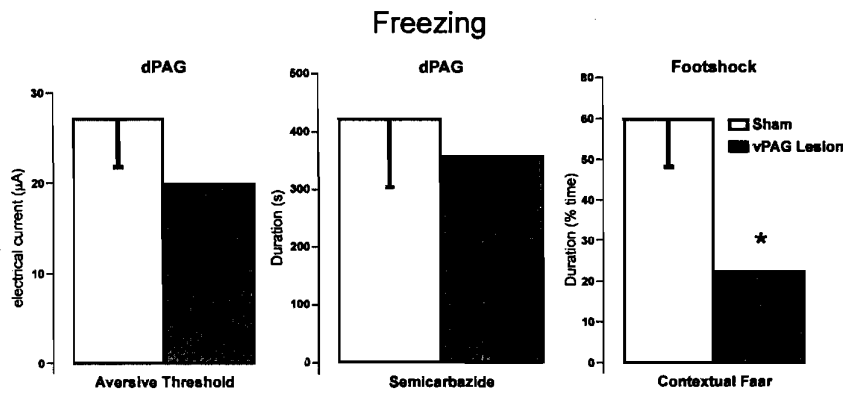 Freezing
dPAG
electrical current (µA)
30
20
10
0
Aversive Threshold
dPAG
Duration (s)
500
400
300
200
100
0
Semicarbazide
Footshock
Duration (% time)
80
70
60
50
40
30
20
10
0
Sham
vPAG Lesion
*
Contextual Faar